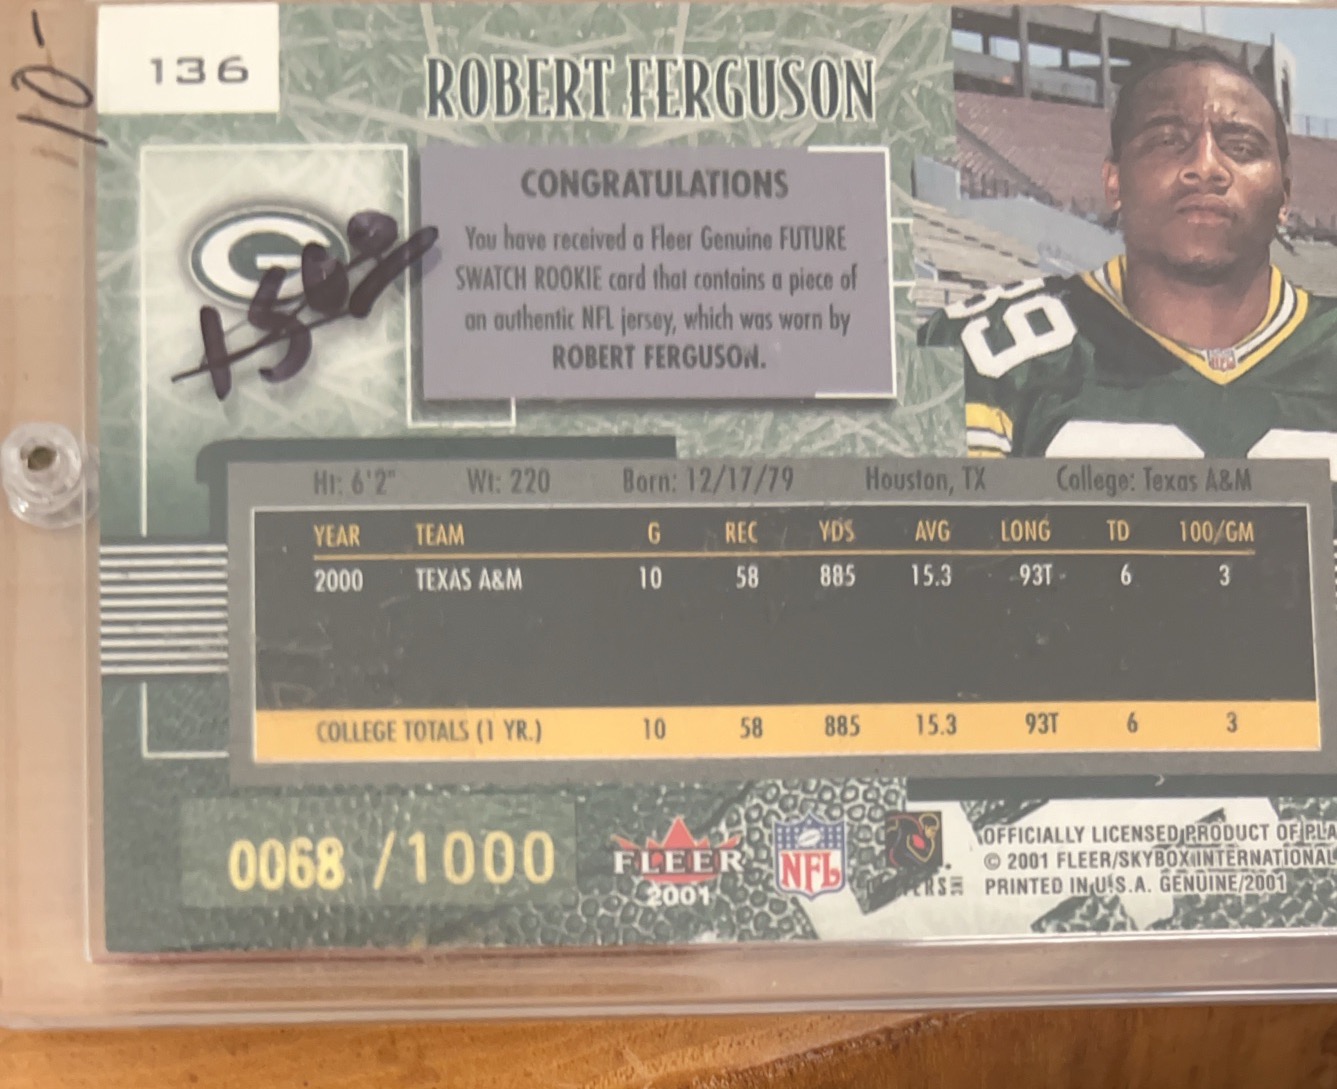 10-
136
ROBERT FERGUSON
CONGRATULATIONS
You have received a Fleer Genuine FUTURE
SWATCH ROOKIE card that contains a piece of
an authentic NFL jersey, which was worn by
ROBERT FERGUSON.
G
89
NFL
Ht: 6'2" Wt: 220 Born: 12/17/79 Houston, TX College: Texas A&M
YEAR TEAM G REC YDS AVG LONG TD 100/GM
2000 TEXAS A&M 10 58 885 15.3 93T 6 3
COLLEGE TOTALS (1 YR.) 10 58 885 15.3 93T 6 3
0068 /1000
FLEER
2001
NFL
OFFICIALLY LICENSED PRODUCT OF PLA
© 2001 FLEER/SKYBOX INTERNATIONAL
PRINTED IN U.S.A. GENUINE/2001